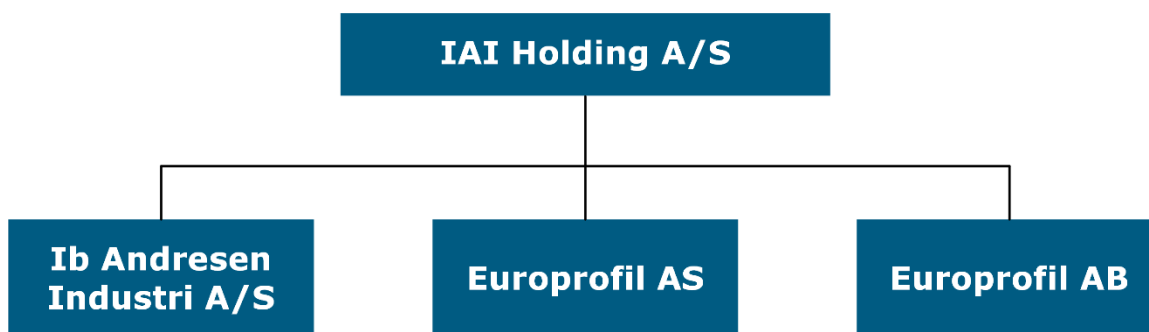 IAI Holding A/S
Ib Andresen
Industri A/S
Europrofil AS
Europrofil AB